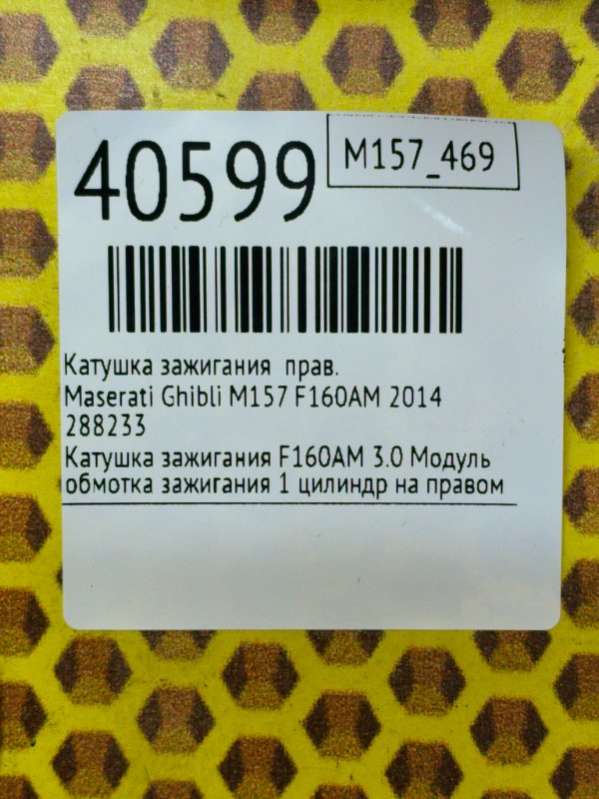 40599
M157_469
Катушка зажигания прав.
Maserati Ghibli M157 F160AM 2014
288233
Катушка зажигания F160AM 3.0 Модуль
обмотка зажигания 1 цилиндр на правом